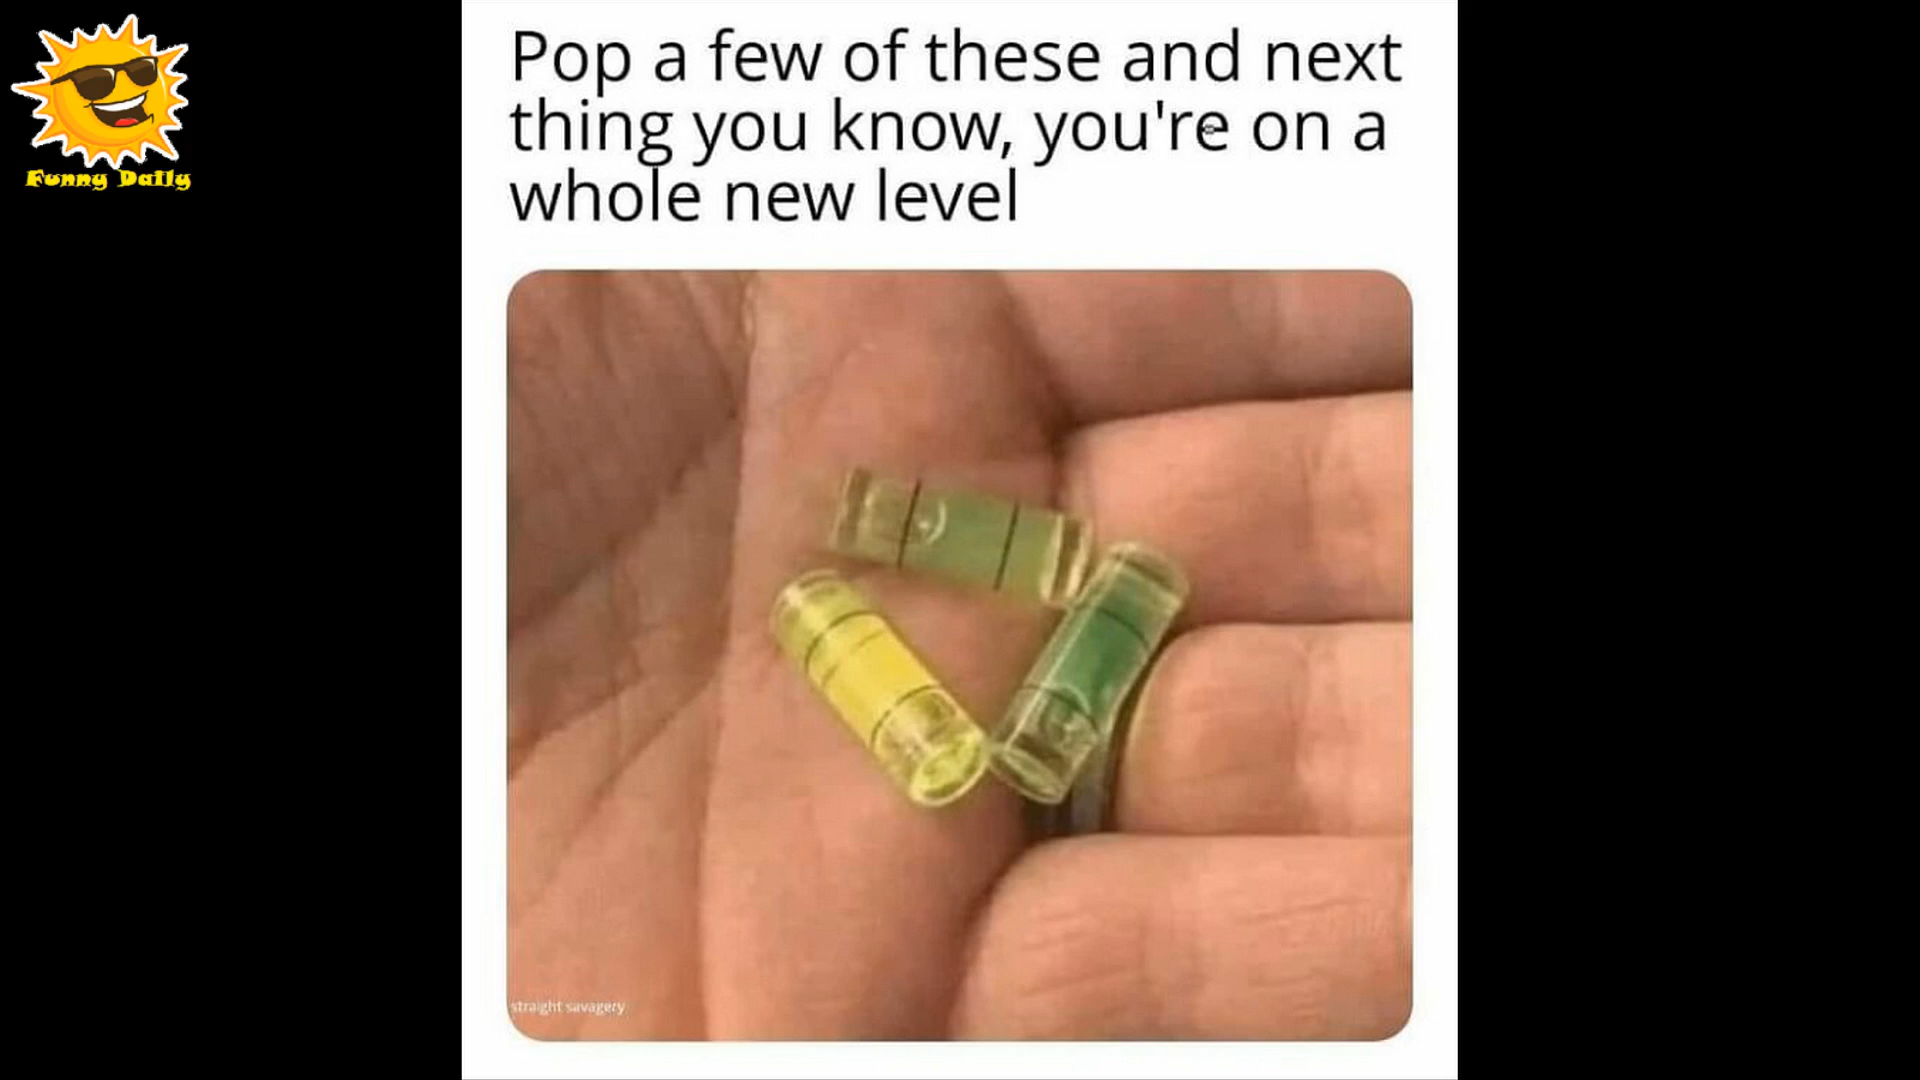 Funny Daily
Pop a few of these and next
thing you know, you're on a
whole new level
straight savagery